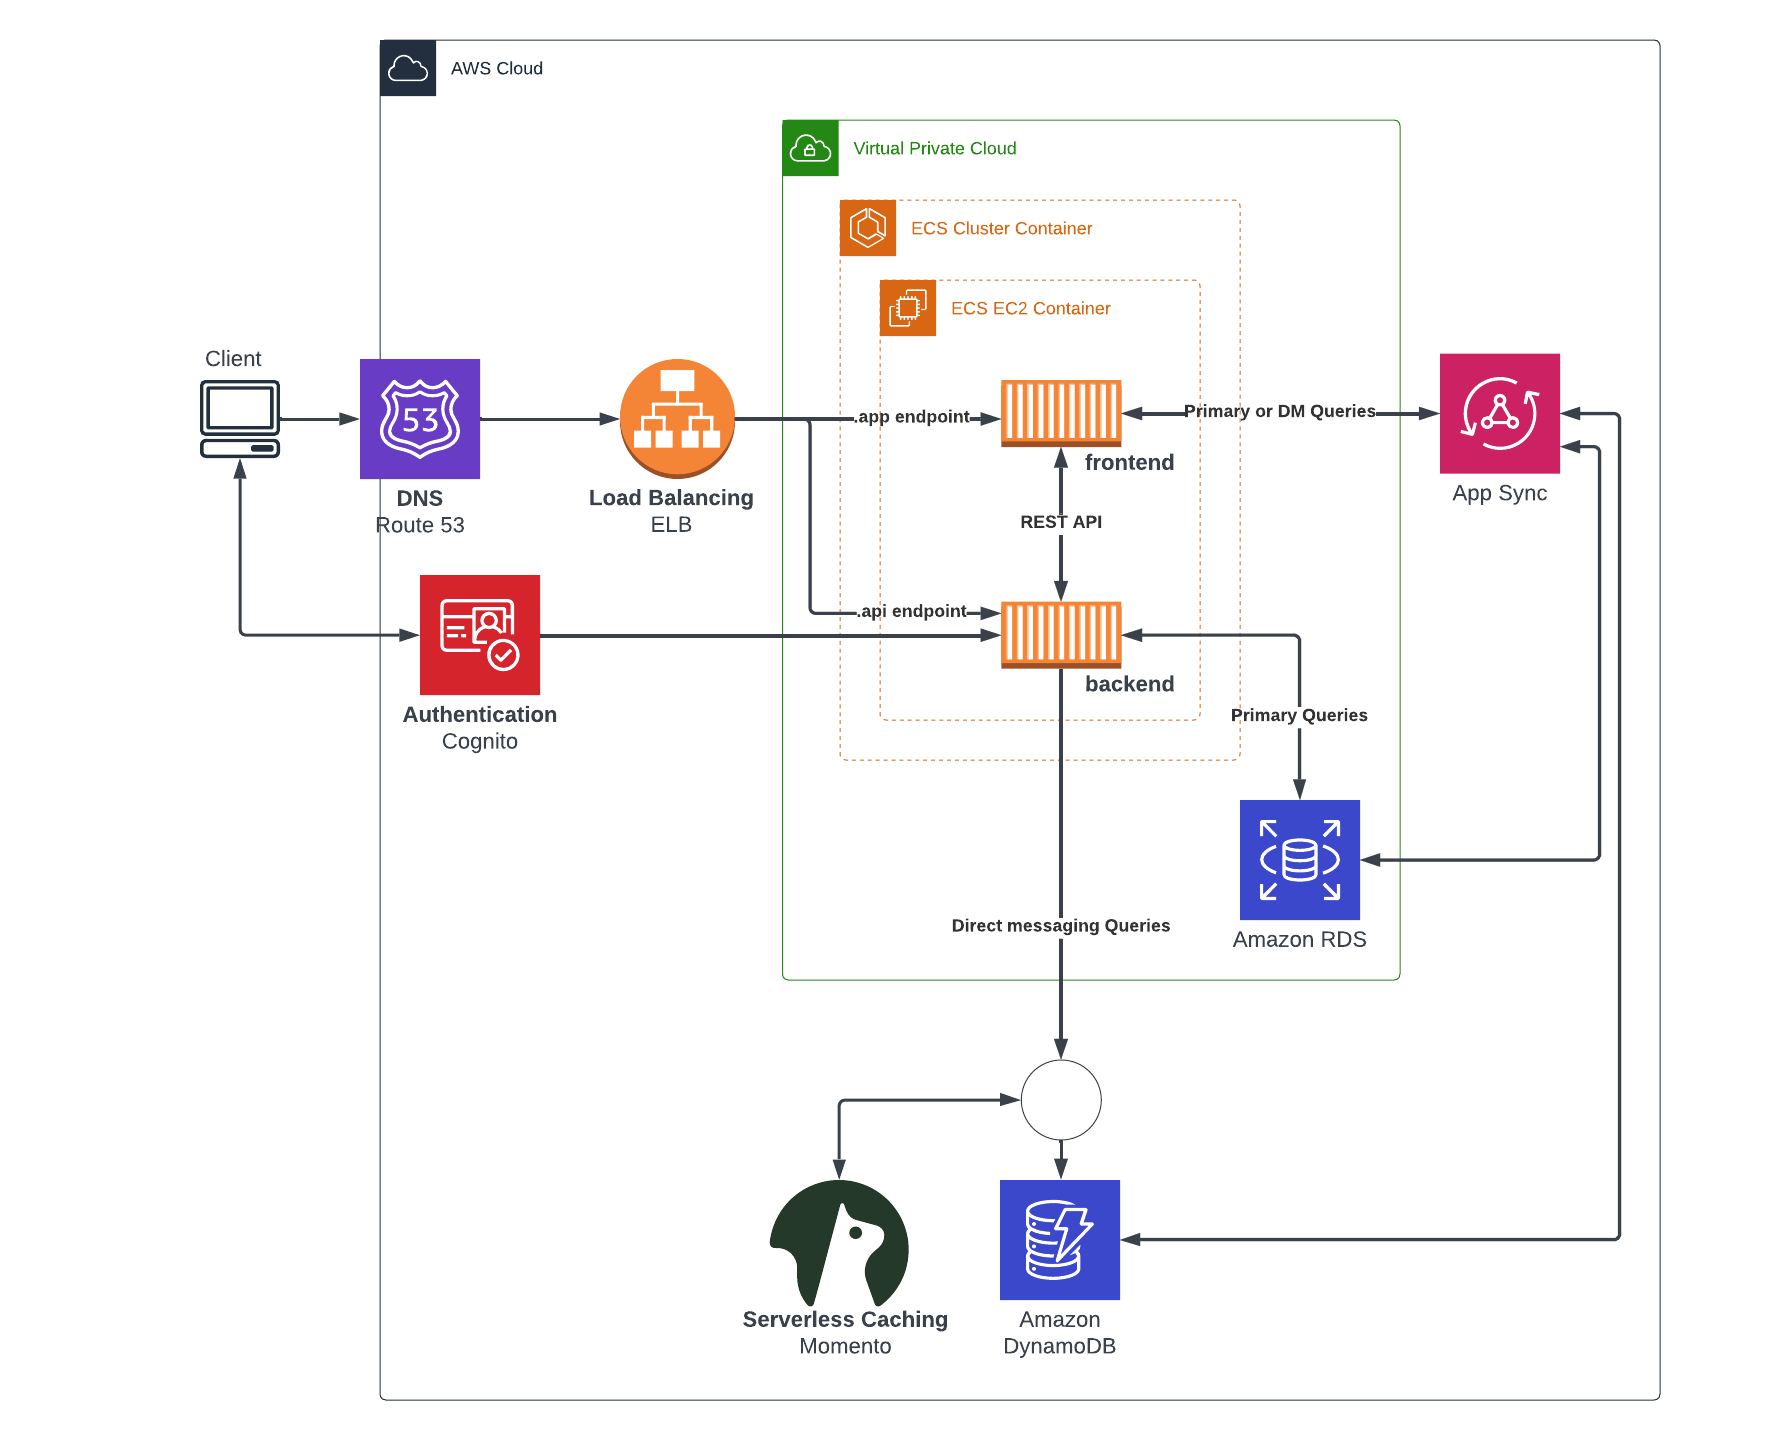 AWS Cloud
Virtual Private Cloud
ECS Cluster Container
ECS EC2 Container
Client
53
DNS
Route 53
Load Balancing
ELB
.app endpoint
frontend
Primary or DM Queries
App Sync
REST API
.api endpoint
backend
Authentication
Cognito
Primary Queries
Amazon RDS
Direct messaging Queries
Serverless Caching
Momento
Amazon
DynamoDB